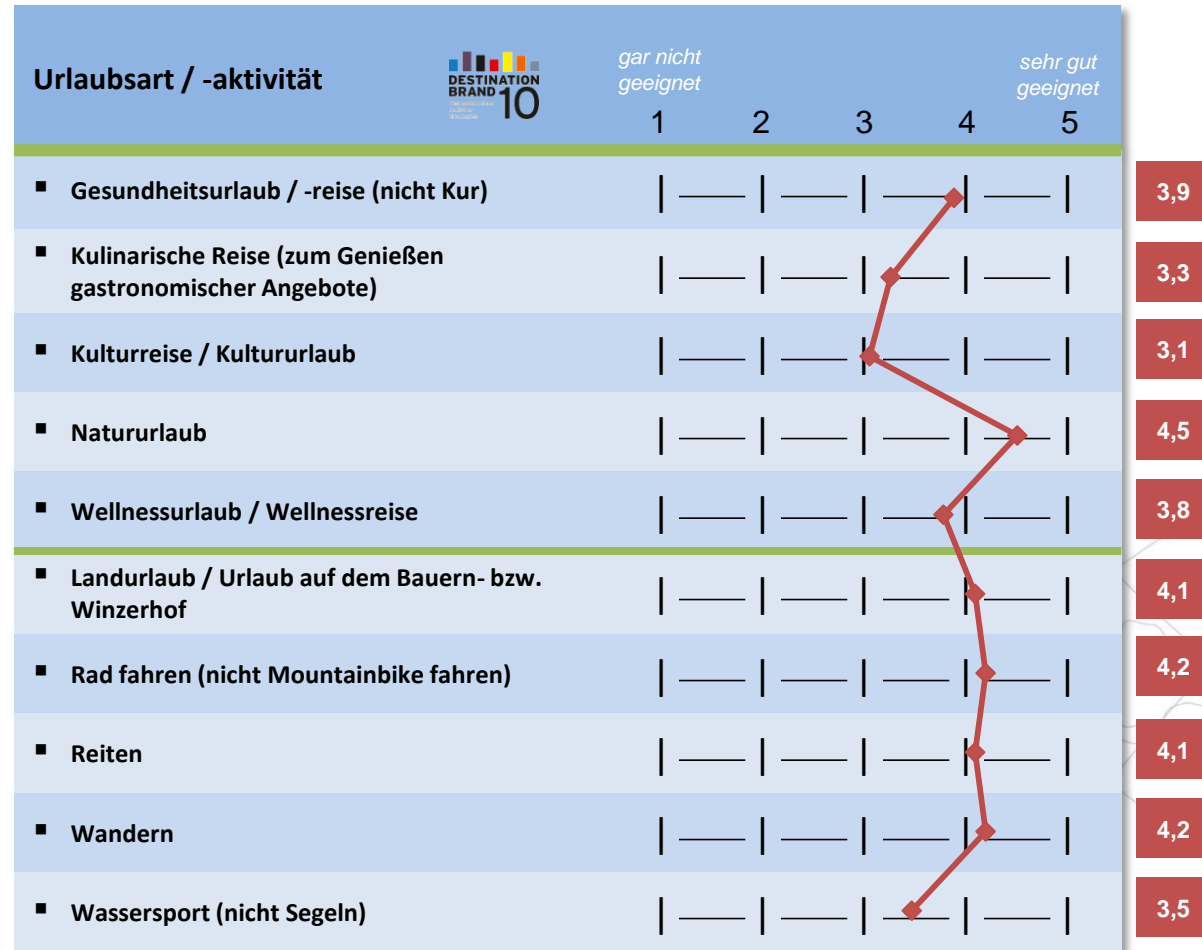 Urlaubsart / -aktivität
DESTINATION
BRAND 10
gar nicht
geeignet
sehr gut
geeignet
1 2 3 4 5
▪ Gesundheitsurlaub / -reise (nicht Kur)
3,9
▪ Kulinarische Reise (zum Genießen
gastronomischer Angebote)
3,3
▪ Kulturreise / Kultururlaub
3,1
▪ Natururlaub
4,5
▪ Wellnessurlaub / Wellnessreise
3,8
▪ Landurlaub / Urlaub auf dem Bauern- bzw.
Winzerhof
4,1
▪ Rad fahren (nicht Mountainbike fahren)
4,2
▪ Reiten
4,1
▪ Wandern
4,2
▪ Wassersport (nicht Segeln)
3,5